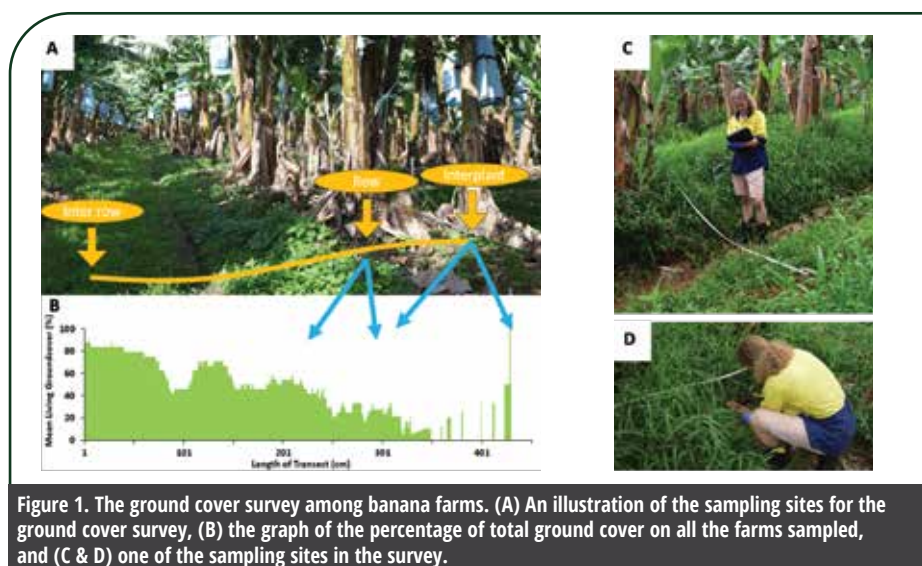 A
Inter row
Row
Interplant
B
Mean Living Groundcover (%)
100
80
60
40
20
0
1 101 201 301 401
Length of Transect (cm)
C
D
Figure 1. The ground cover survey among banana farms. (A) An illustration of the sampling sites for the
ground cover survey, (B) the graph of the percentage of total ground cover on all the farms sampled,
and (C & D) one of the sampling sites in the survey.